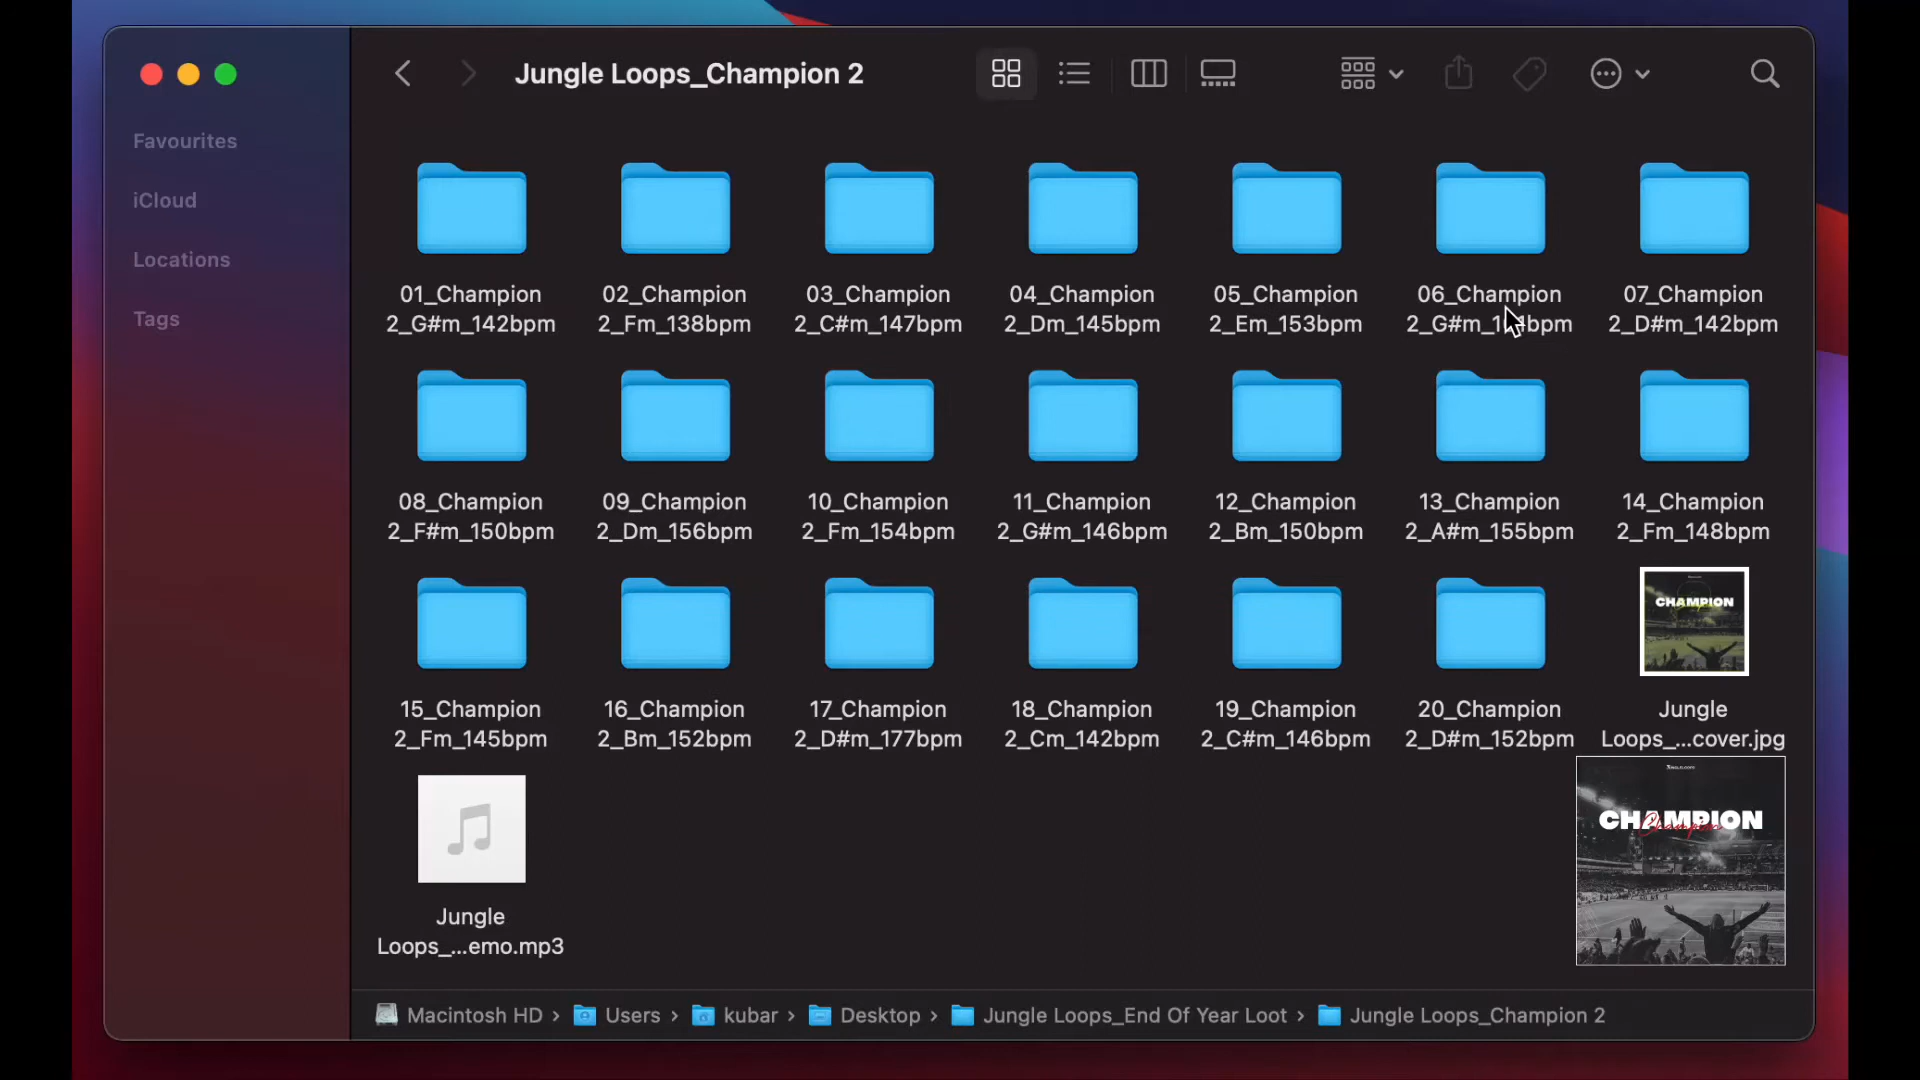 Jungle Loops_Champion 2
Favourites
iCloud
Locations
Tags
01_Champion
2_G#m_142bpm
02_Champion
2_Fm_138bpm
03_Champion
2_C#m_147bpm
04_Champion
2_Dm_145bpm
05_Champion
2_Em_153bpm
06_Champion
07_Champion
2_D#m_142bpm
08_Champion
2_F#m_150bpm
09_Champion
2_Dm_156bpm
10_Champion
2_Fm_154bpm
11_Champion
2_G#m_146bpm
12_Champion
2_Bm_150bpm
13_Champion
2_A#m_155bpm
14_Champion
2_Fm_148bpm
15_Champion
2_Fm_145bpm
16_Champion
2_Bm_152bpm
17_Champion
2_D#m_177bpm
18_Champion
2_Cm_142bpm
19_Champion
2_C#m_146bpm
20_Champion
2_D#m_152bpm
CHAMPION
Jungle
Loops_...cover.jpg
Jungle
Loops_...emo.mp3
CHAMPION
Champion
Macintosh HD › Users › kubar › Desktop › Jungle Loops_End Of Year Loot › Jungle Loops_Champion 2